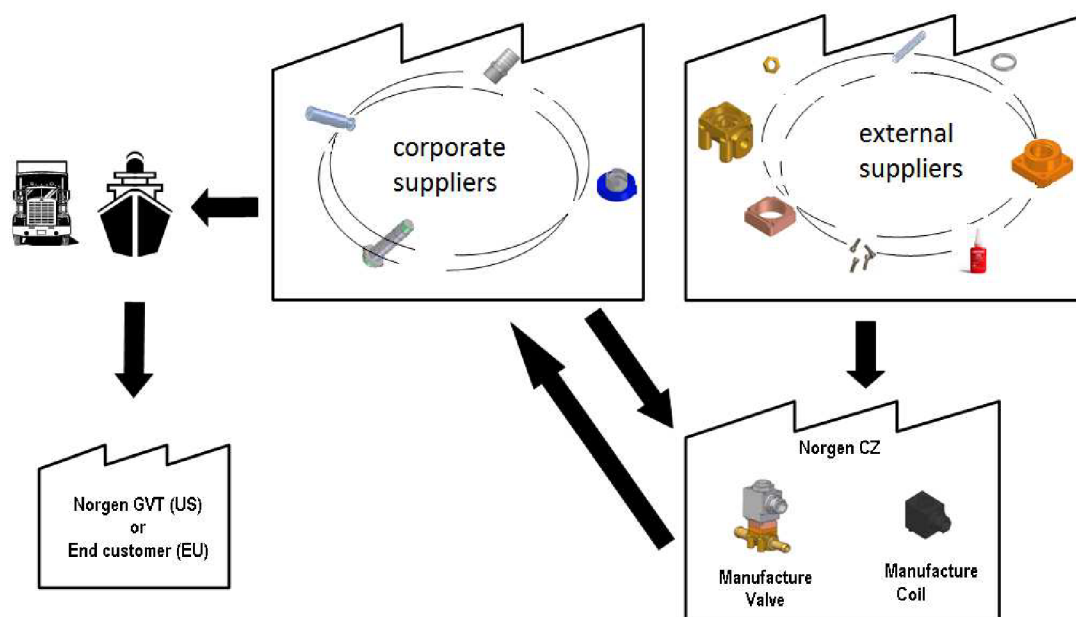 corporate
suppliers
external
suppliers
Norgen CZ
Norgen GVT (US)
or
End customer (EU)
Manufacture
Valve
Manufacture
Coil